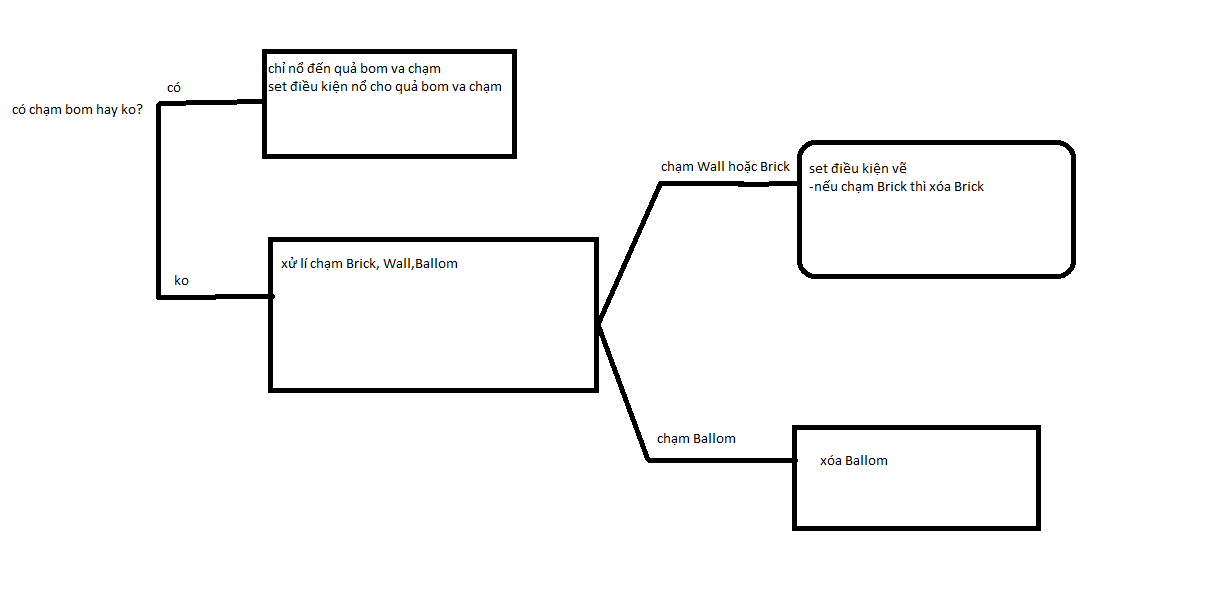 có chạm bom hay ko?
có
chỉ nổ đến quả bom va chạm
set điều kiện nổ cho quả bom va chạm
ko
xử lí chạm Brick, Wall,Ballom
chạm Wall hoặc Brick
set điều kiện vẽ
-nếu chạm Brick thì xóa Brick
chạm Ballom
xóa Ballom